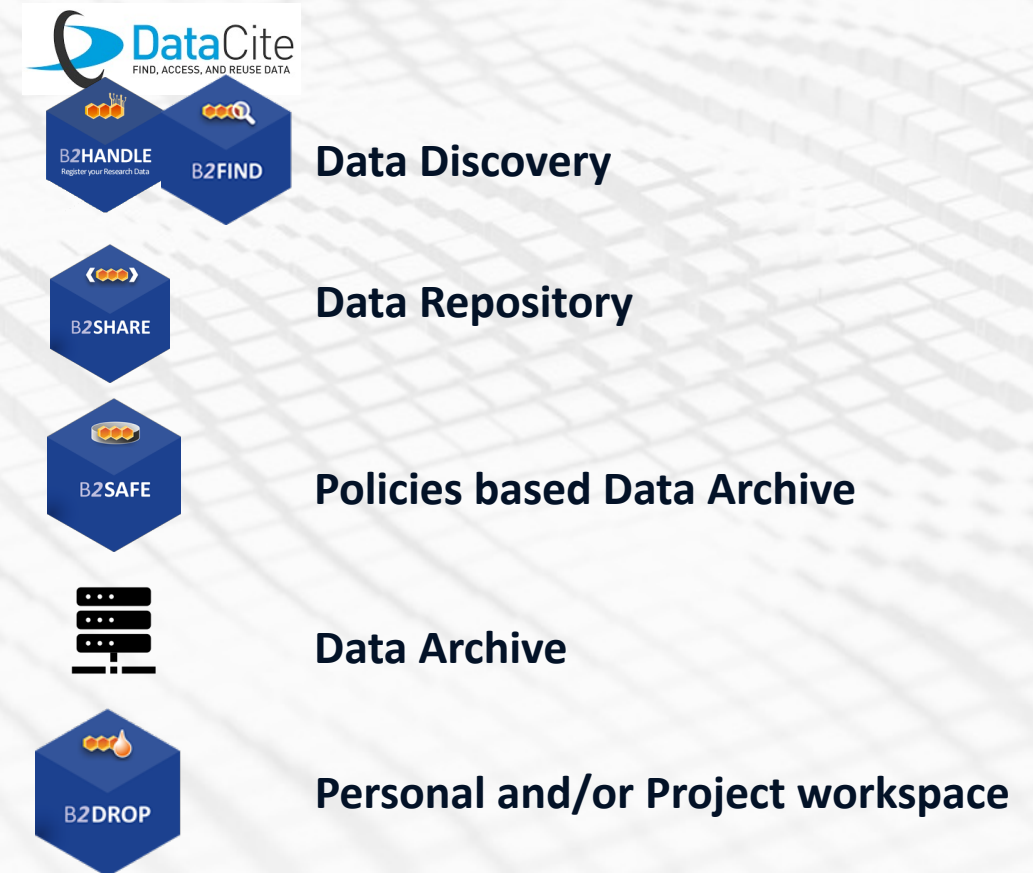 DataCite
FIND, ACCESS, AND REUSE DATA
B2HANDLE
Register your Research Data
B2FIND
Data Discovery
B2SHARE
Data Repository
B2SAFE
Policies based Data Archive
Data Archive
B2DROP
Personal and/or Project workspace